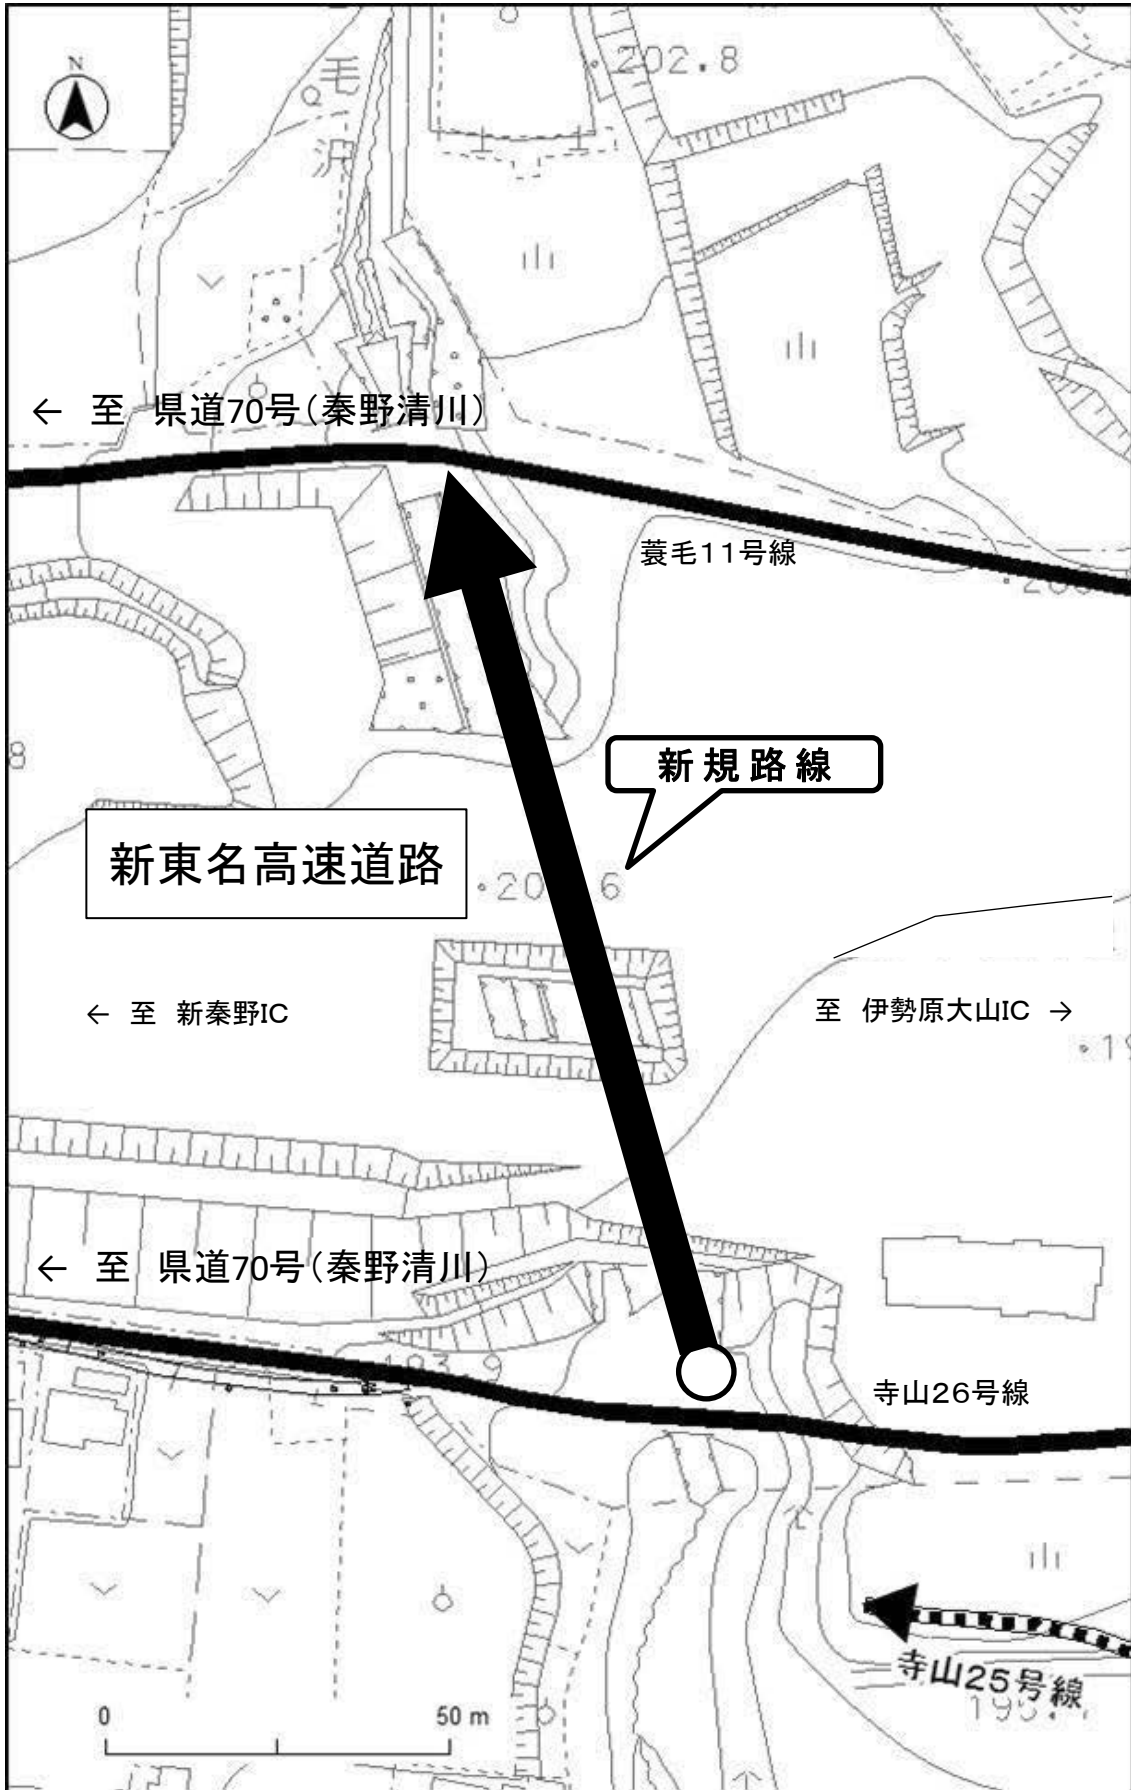 N
毛
202.8
沢
← 至 県道70号(秦野清川)
蓑毛11号線
新規路線
新東名高速道路
← 至 新秦野IC
至 伊勢原大山IC →
← 至 県道70号(秦野清川)
寺山26号線
寺山25号線
0
50 m